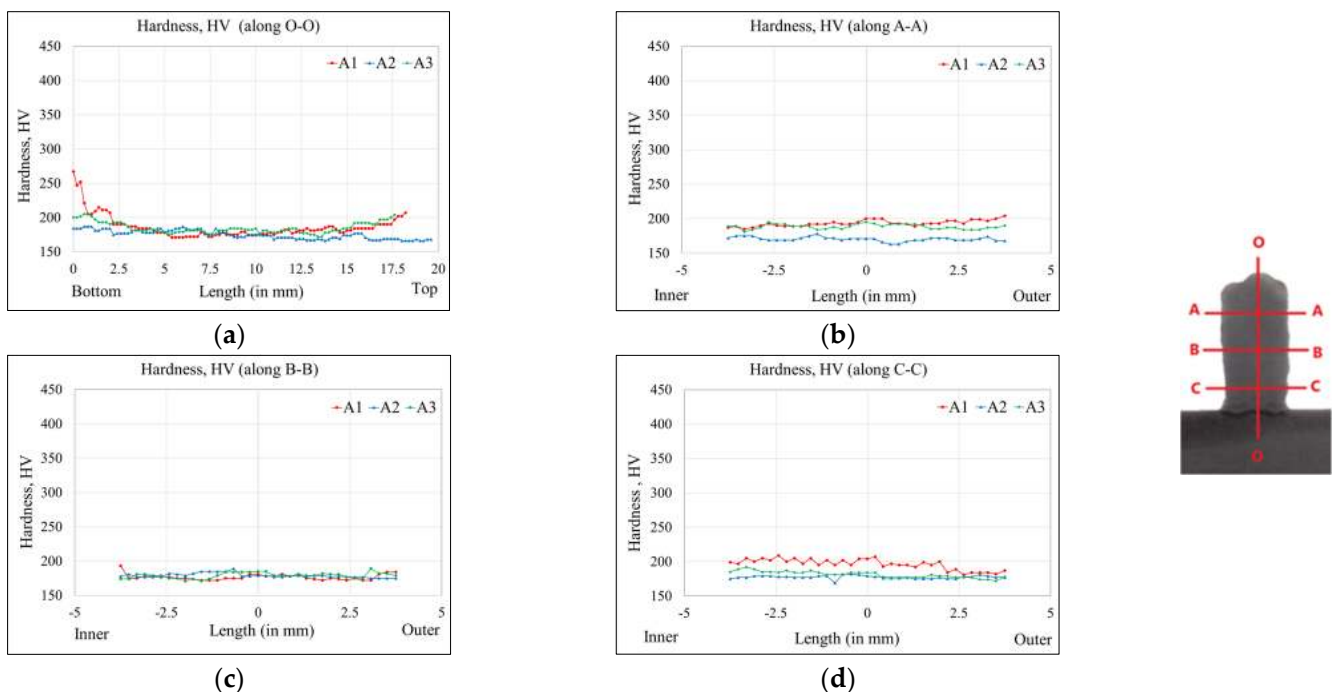 Hardness, HV (along O-O)
A1 A2 A3
450
400
350
300
250
200
150
Hardness, HV
0 2.5 5 7.5 10 12.5 15 17.5 20
Bottom Length (in mm) Top
(a)
Hardness, HV (along A-A)
A1 A2 A3
450
400
350
300
250
200
150
Hardness, HV
-5 -2.5 0 2.5 5
Inner Length (in mm) Outer
(b)
Hardness, HV (along B-B)
A1 A2 A3
450
400
350
300
250
200
150
Hardness, HV
-5 -2.5 0 2.5 5
Inner Length (in mm) Outer
(c)
Hardness, HV (along C-C)
A1 A2 A3
450
400
350
300
250
200
150
Hardness , HV
-5 -2.5 0 2.5 5
Inner Length (in mm) Outer
(d)
O
A A
B B
C C
O